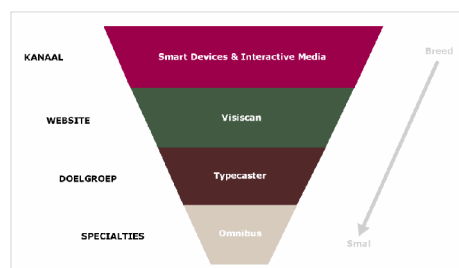 KANAAL Smart Devices & Interactive Media Breed
WEBSITE Visiscan
DOELGROEP Typecaster
SPECIALTIES Omnibus Smal